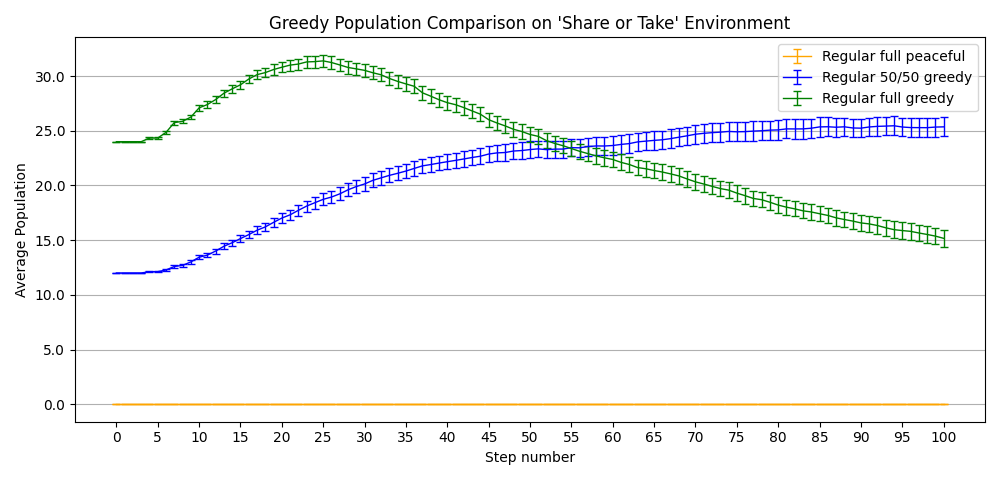 Greedy Population Comparison on 'Share or Take' Environment
Regular full peaceful
Regular 50/50 greedy
Regular full greedy
Average Population
30.0
25.0
20.0
15.0
10.0
5.0
0.0
0 5 10 15 20 25 30 35 40 45 50 55 60 65 70 75 80 85 90 95 100
Step number